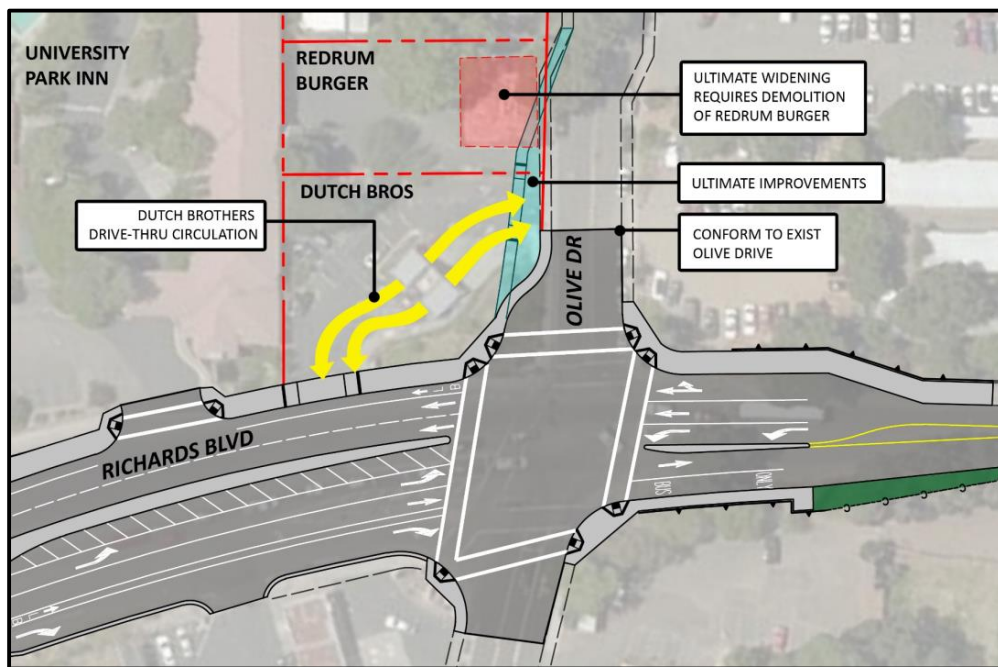 UNIVERSITY
PARK INN
REDRUM
BURGER
ULTIMATE WIDENING
REQUIRES DEMOLITION
OF REDRUM BURGER
DUTCH BROS
ULTIMATE IMPROVEMENTS
DUTCH BROTHERS
DRIVE-THRU CIRCULATION
CONFORM TO EXIST
OLIVE DRIVE
OLIVE DR
RICHARDS BLVD
BUS
ONLY